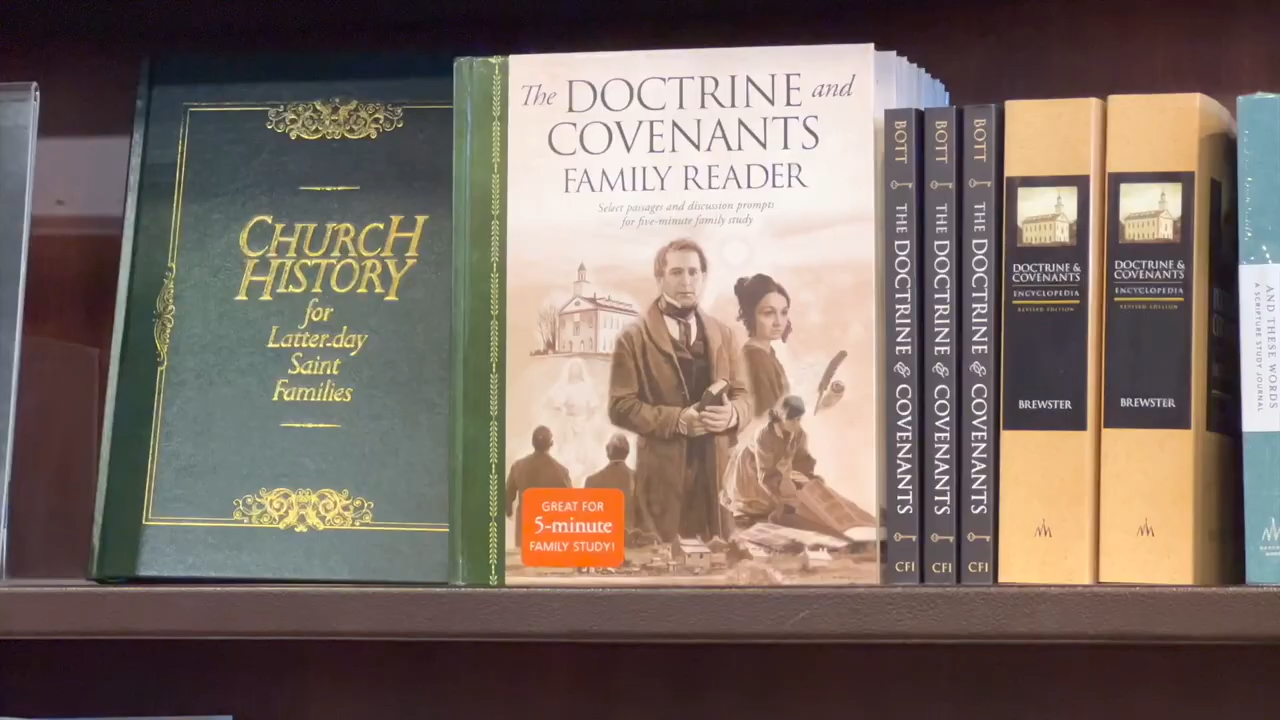 CHURCH
HISTORY
for
Latter-day
Saint
Families
The DOCTRINE and
COVENANTS
FAMILY READER
Select passages and discussion prompts
for five-minute family study
GREAT FOR
5-minute
FAMILY STUDY!
BOTT THE DOCTRINE & COVENANTS CFI
BOTT THE DOCTRINE & COVENANTS CFI
BOTT THE DOCTRINE & COVENANTS CFI
DOCTRINE &
COVENANTS
ENCYCLOPEDIA
REVISED EDITION
BREWSTER
DOCTRINE &
COVENANTS
ENCYCLOPEDIA
REVISED EDITION
BREWSTER
AND THESE WORDS
A SCRIPTURE STUDY JOURNAL